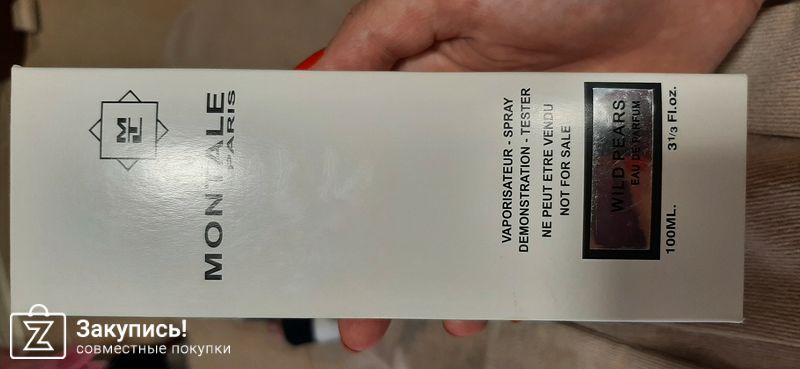 MONTALE
PARIS
VAPORISATEUR - SPRAY
DEMONSTRATION - TESTER
NE PEUT ETRE VENDU
NOT FOR SALE
WILD PEARS
EAU DE PARFUM
100ML. 3 1/3 Fl.oz.
Закупись!
совместные покупки